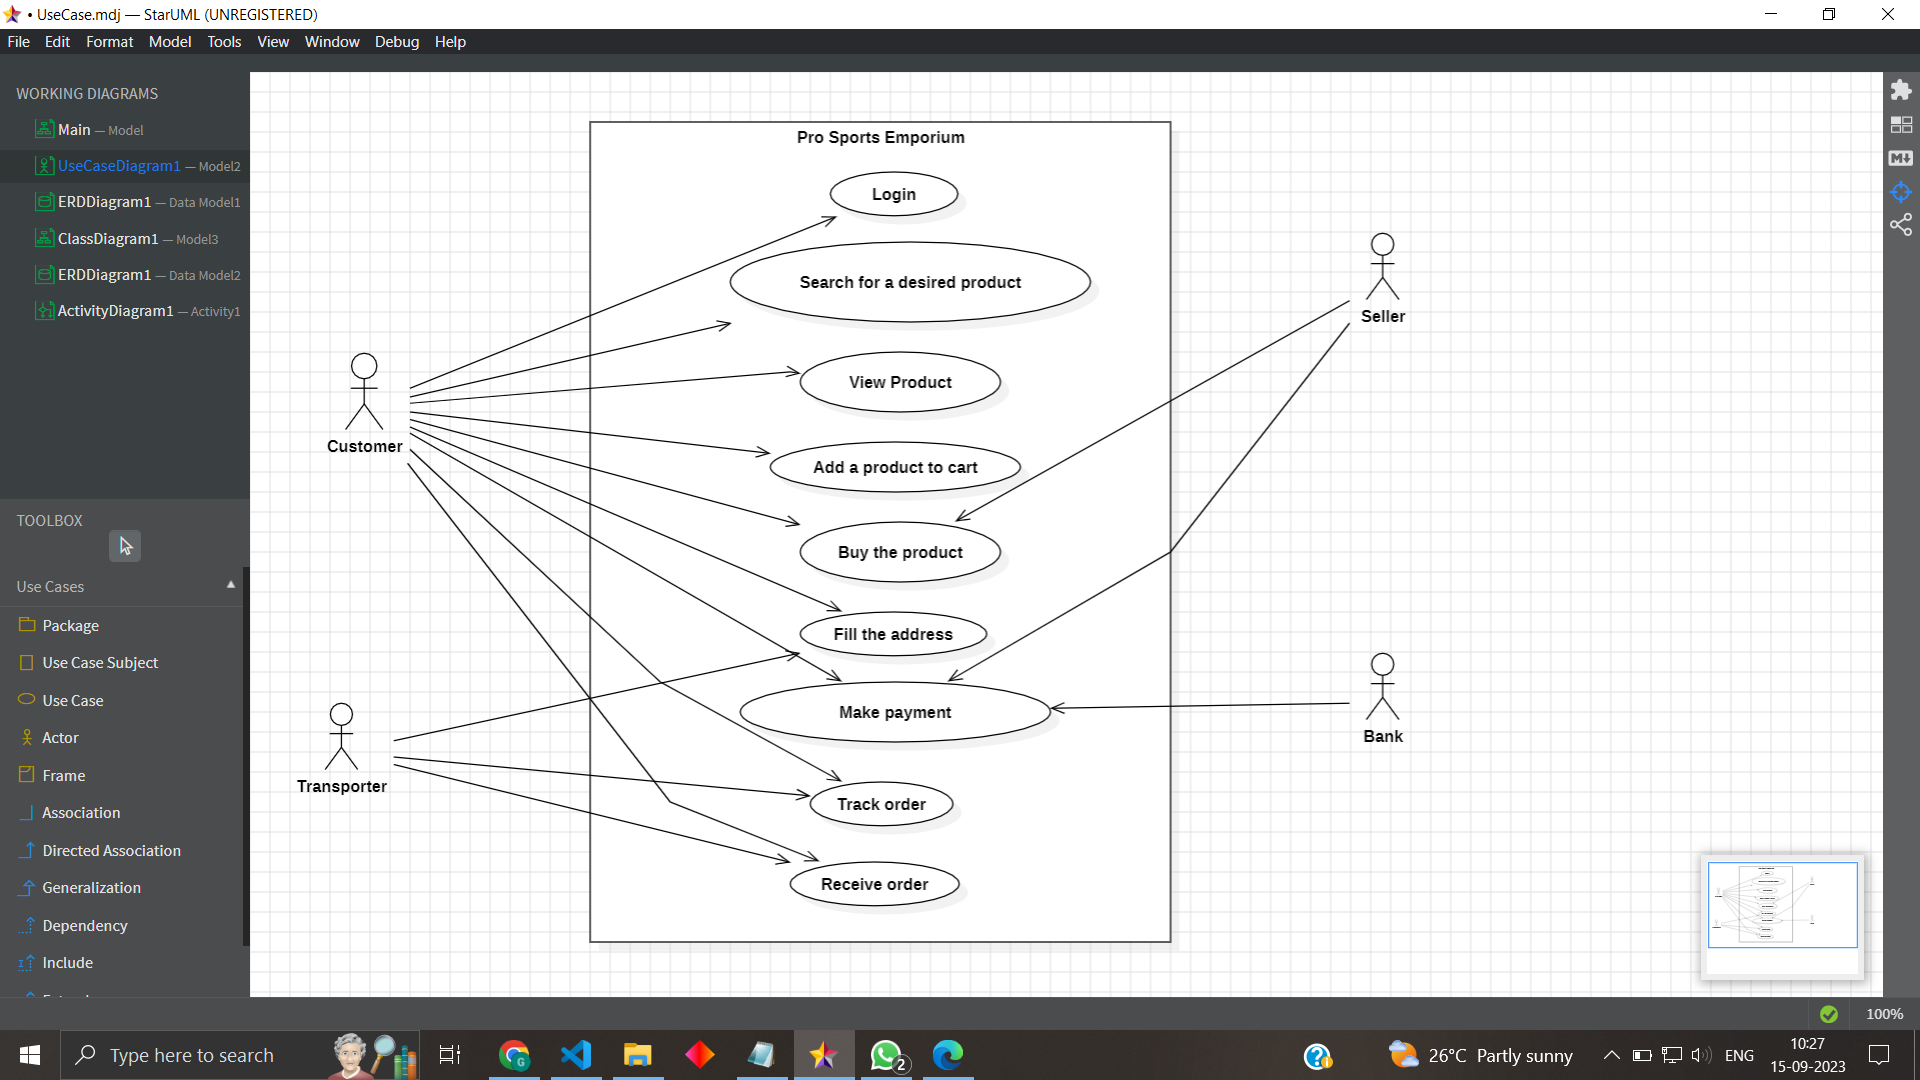 • UseCase.mdj — StarUML (UNREGISTERED)
File Edit Format Model Tools View Window Debug Help
WORKING DIAGRAMS
Main — Model
UseCaseDiagram1 — Model2
ERDDiagram1 — Data Model1
ClassDiagram1 — Model3
ERDDiagram1 — Data Model2
ActivityDiagram1 — Activity1
TOOLBOX
Use Cases
Package
Use Case Subject
Use Case
Actor
Frame
Association
Directed Association
Generalization
Dependency
Include
Pro Sports Emporium
Login
Search for a desired product
View Product
Add a product to cart
Buy the product
Fill the address
Make payment
Track order
Receive order
Customer
Transporter
Seller
Bank
M
100%
Type here to search
G
2
26°C Partly sunny
ENG
10:27
15-09-2023